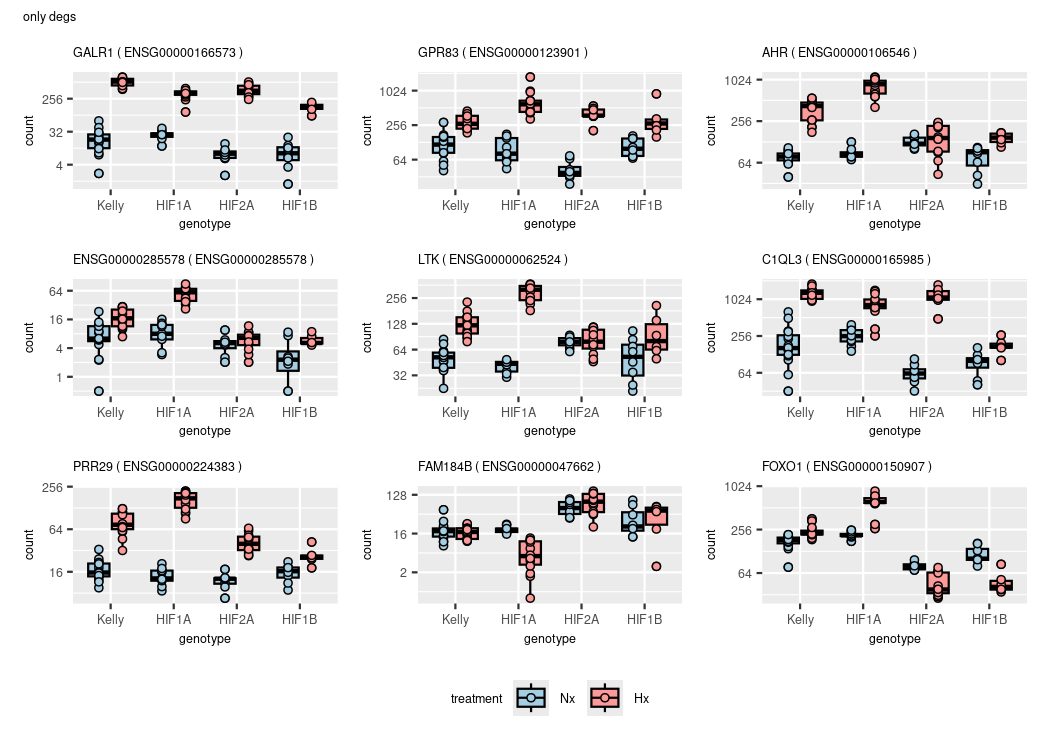 only degs
GALR1 ( ENSG00000166573 )
GPR83 ( ENSG00000123901 )
AHR ( ENSG00000106546 )
count
256
32
4
Kelly HIF1A HIF2A HIF1B
genotype
count
1024
256
64
Kelly HIF1A HIF2A HIF1B
genotype
count
1024
256
64
Kelly HIF1A HIF2A HIF1B
genotype
ENSG00000285578 ( ENSG00000285578 )
LTK ( ENSG00000062524 )
C1QL3 ( ENSG00000165985 )
count
64
16
4
1
Kelly HIF1A HIF2A HIF1B
genotype
count
256
128
64
32
Kelly HIF1A HIF2A HIF1B
genotype
count
1024
256
64
Kelly HIF1A HIF2A HIF1B
genotype
PRR29 ( ENSG00000224383 )
FAM184B ( ENSG00000047662 )
FOXO1 ( ENSG00000150907 )
count
256
64
16
Kelly HIF1A HIF2A HIF1B
genotype
count
128
16
2
Kelly HIF1A HIF2A HIF1B
genotype
count
1024
256
64
Kelly HIF1A HIF2A HIF1B
genotype
treatment Nx Hx